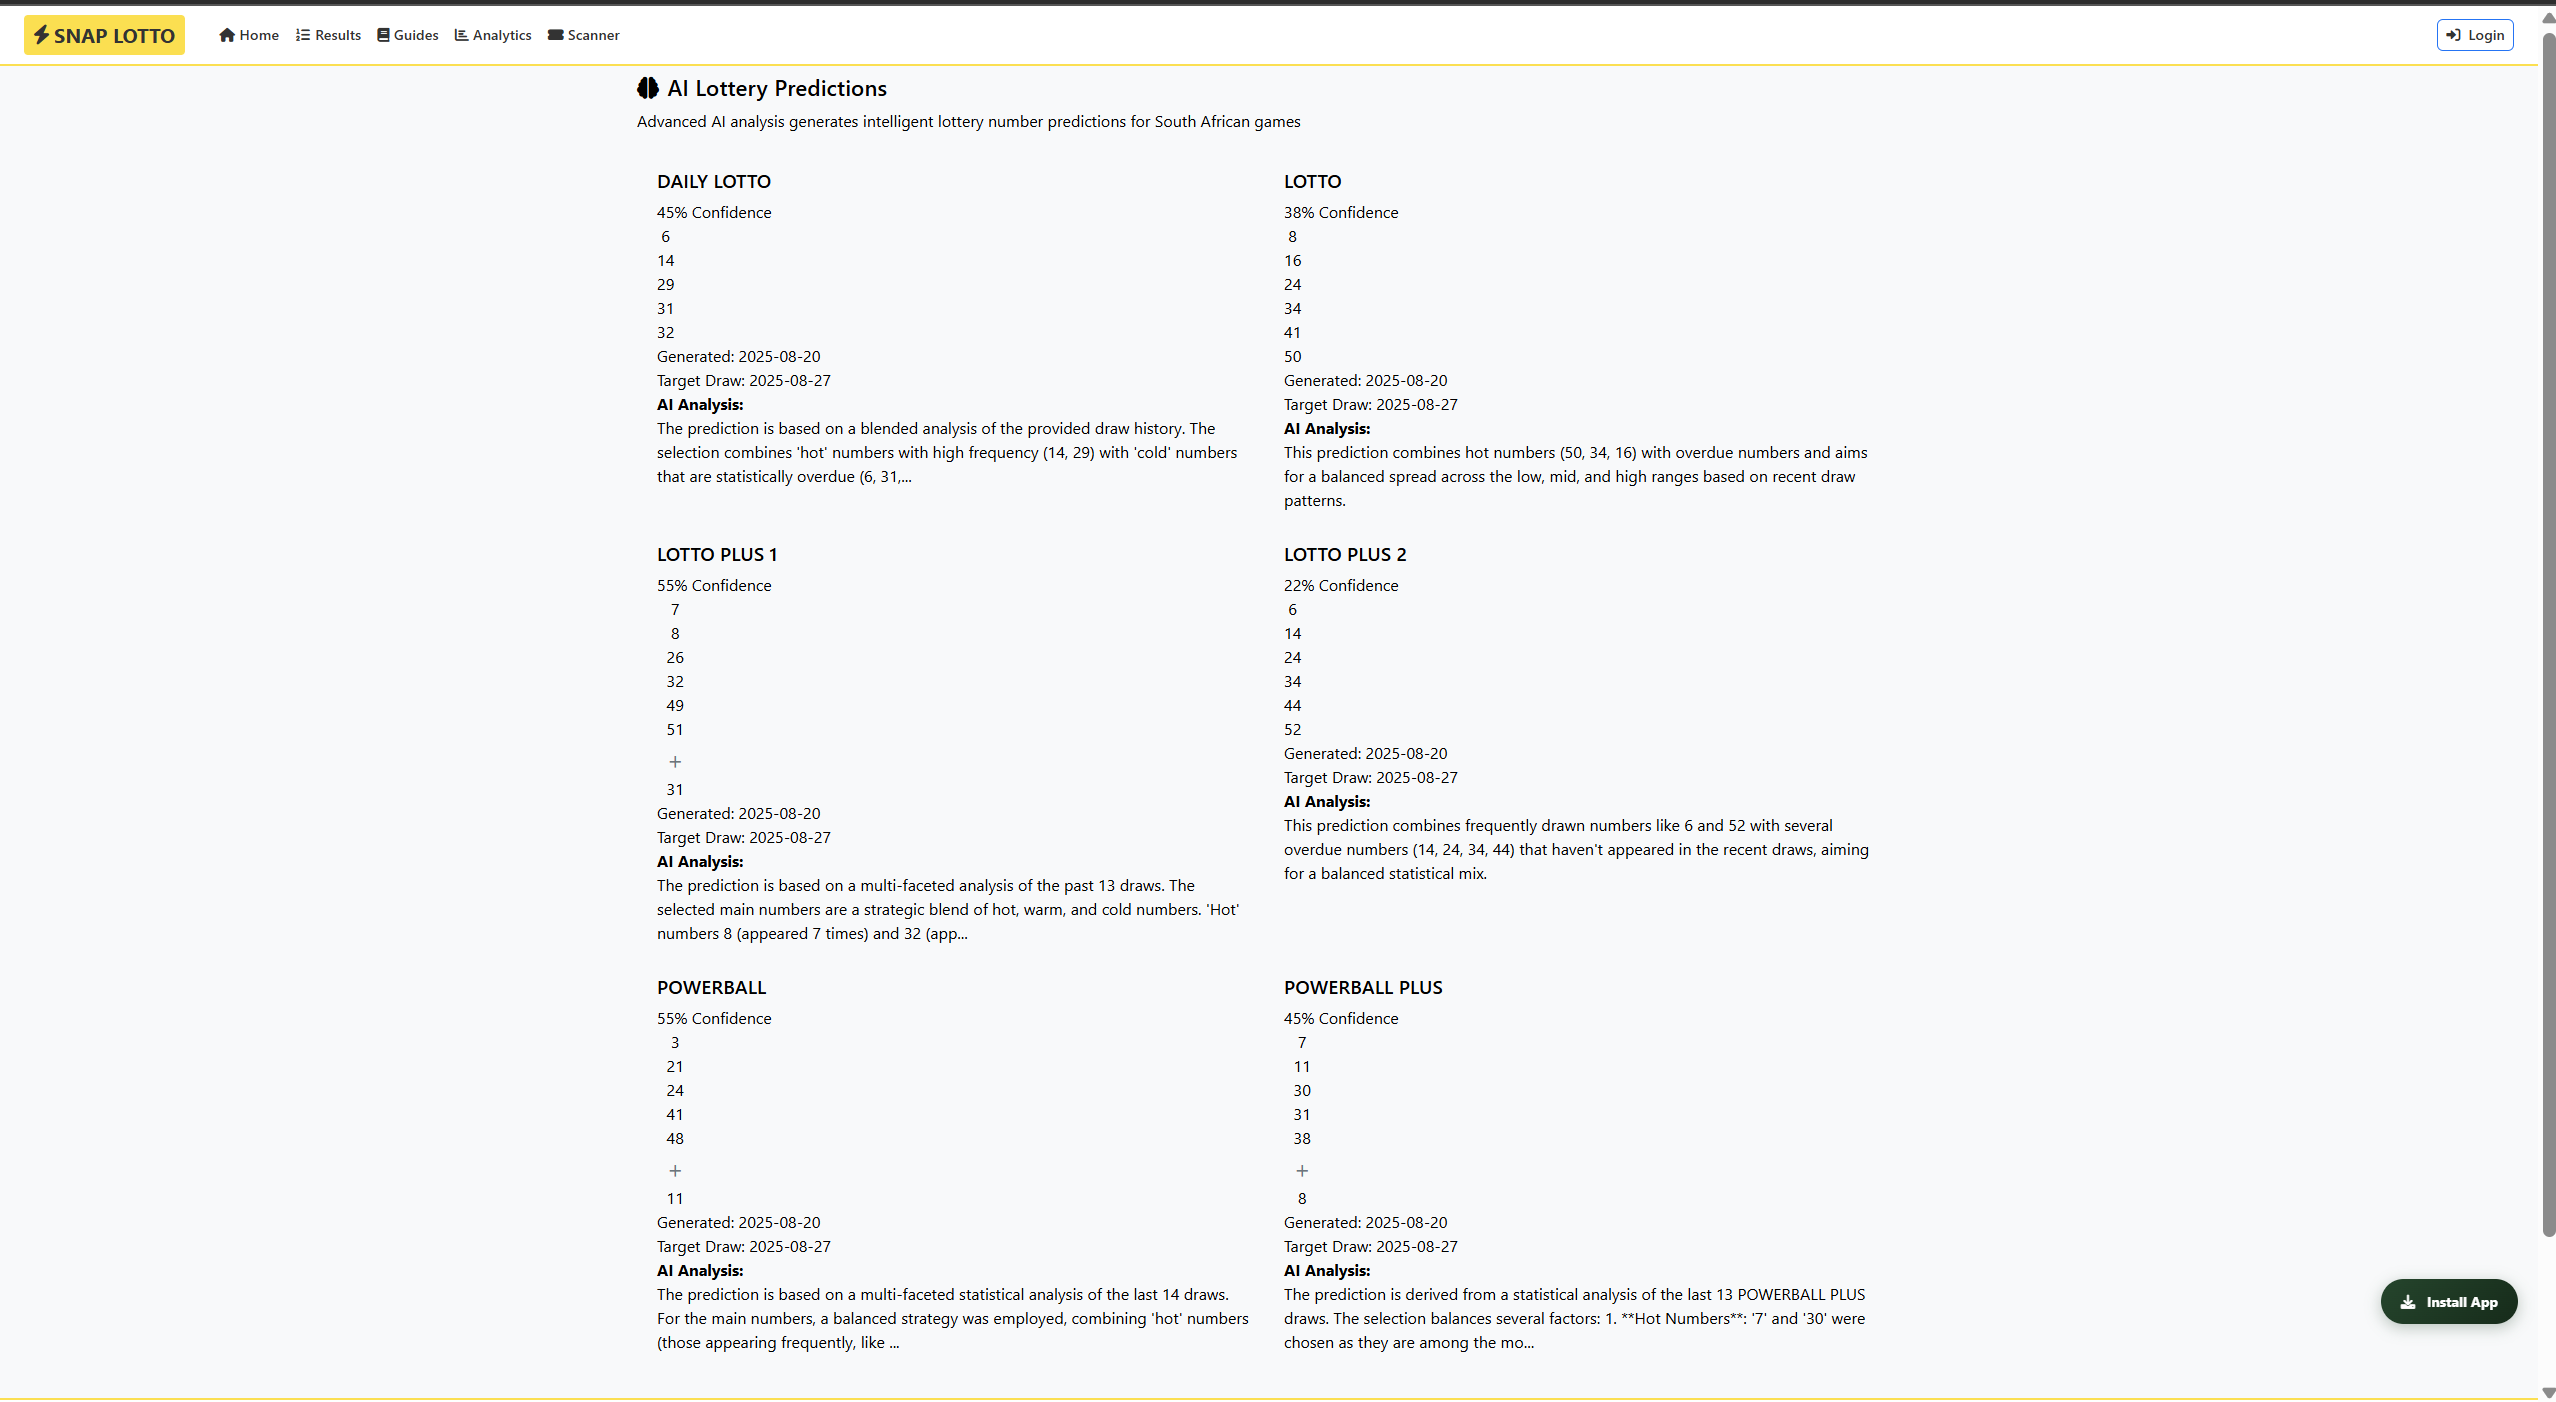 SNAP LOTTO
Home
Results
Guides
Analytics
Scanner
Login
AI Lottery Predictions
Advanced AI analysis generates intelligent lottery number predictions for South African games
DAILY LOTTO
45% Confidence
6
14
29
31
32
Generated: 2025-08-20
Target Draw: 2025-08-27
AI Analysis:
The prediction is based on a blended analysis of the provided draw history. The
selection combines 'hot' numbers with high frequency (14, 29) with 'cold' numbers
that are statistically overdue (6, 31,...
LOTTO
38% Confidence
8
16
24
34
41
50
Generated: 2025-08-20
Target Draw: 2025-08-27
AI Analysis:
This prediction combines hot numbers (50, 34, 16) with overdue numbers and aims
for a balanced spread across the low, mid, and high ranges based on recent draw
patterns.
LOTTO PLUS 1
55% Confidence
7
8
26
32
49
51
+
31
Generated: 2025-08-20
Target Draw: 2025-08-27
AI Analysis:
The prediction is based on a multi-faceted analysis of the past 13 draws. The
selected main numbers are a strategic blend of hot, warm, and cold numbers. 'Hot'
numbers 8 (appeared 7 times) and 32 (app...
LOTTO PLUS 2
22% Confidence
6
14
24
34
44
52
Generated: 2025-08-20
Target Draw: 2025-08-27
AI Analysis:
This prediction combines frequently drawn numbers like 6 and 52 with several
overdue numbers (14, 24, 34, 44) that haven't appeared in the recent draws, aiming
for a balanced statistical mix.
POWERBALL
55% Confidence
3
21
24
41
48
+
11
Generated: 2025-08-20
Target Draw: 2025-08-27
AI Analysis:
The prediction is based on a multi-faceted statistical analysis of the last 14 draws.
For the main numbers, a balanced strategy was employed, combining 'hot' numbers
(those appearing frequently, like ...
POWERBALL PLUS
45% Confidence
7
11
30
31
38
+
8
Generated: 2025-08-20
Target Draw: 2025-08-27
AI Analysis:
The prediction is derived from a statistical analysis of the last 13 POWERBALL PLUS
draws. The selection balances several factors: 1. **Hot Numbers**: '7' and '30' were
chosen as they are among the mo...
Install App